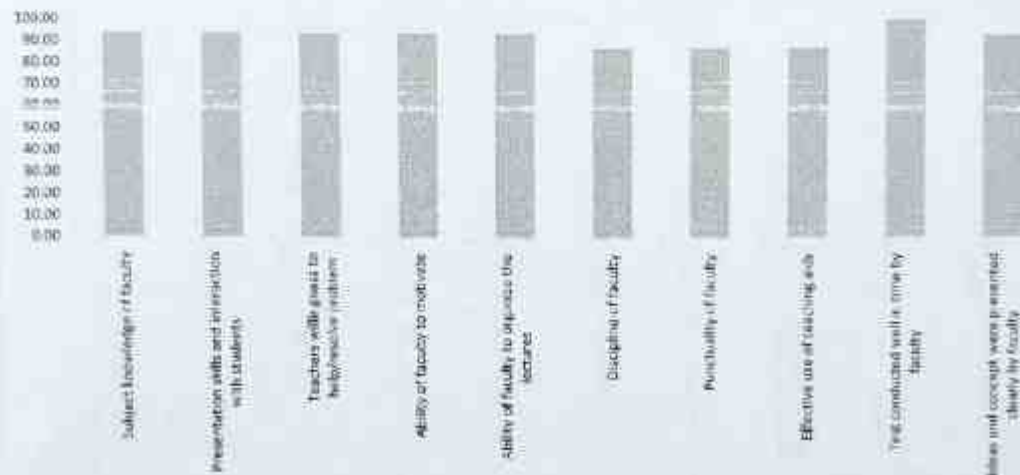 100.00
90.00
80.00
70.00
60.00
50.00
40.00
30.00
20.00
10.00
0.00
Subject knowledge of faculty
Presentation skills and interaction
with students
Teachers willingness to
help/resolve problem
Ability of faculty to motivate
Ability of faculty to organize the
lectures
Discipline of faculty
Punctuality of faculty
Effective use of teaching aids
Test conducted well in time by
faculty
Ideas and concept were presented
clearly by faculty